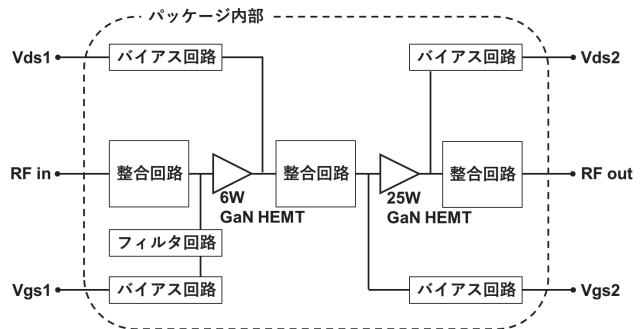 パッケージ内部
Vds1
バイアス回路
バイアス回路
Vds2
RF in
整合回路
6W
GaN HEMT
整合回路
25W
GaN HEMT
整合回路
RF out
フィルタ回路
Vgs1
バイアス回路
バイアス回路
Vgs2